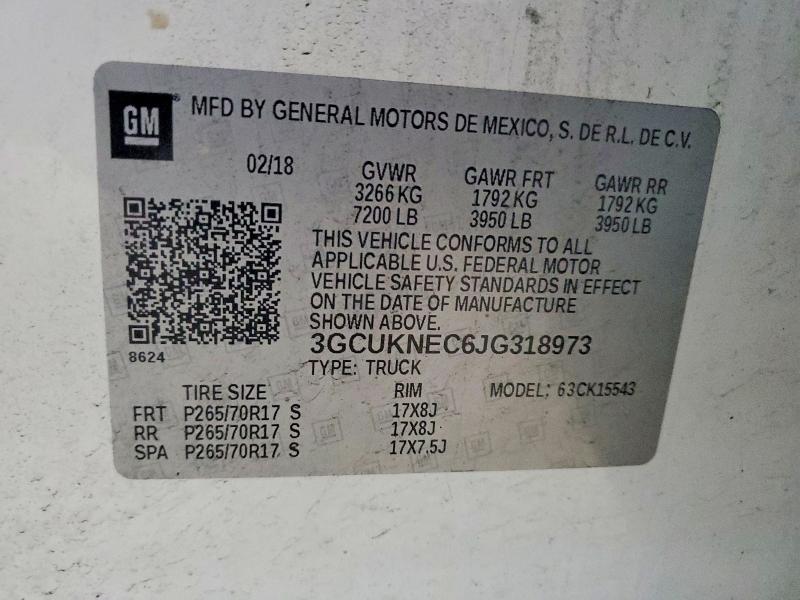 GM® MFD BY GENERAL MOTORS DE MEXICO, S. DE R.L. DE C.V.
02/18 GVWR GAWR FRT GAWR RR
3266 KG 1792 KG 1792 KG
7200 LB 3950 LB 3950 LB
THIS VEHICLE CONFORMS TO ALL
APPLICABLE U.S. FEDERAL MOTOR
VEHICLE SAFETY STANDARDS IN EFFECT
ON THE DATE OF MANUFACTURE
SHOWN ABOVE.
8624 3GCUKNEC6JG318973
TYPE: TRUCK
TIRE SIZE RIM MODEL: 63CK15543
FRT P265/70R17 S 17X8J
RR P265/70R17 S 17X8J
SPA P265/70R17 S 17X7.5J